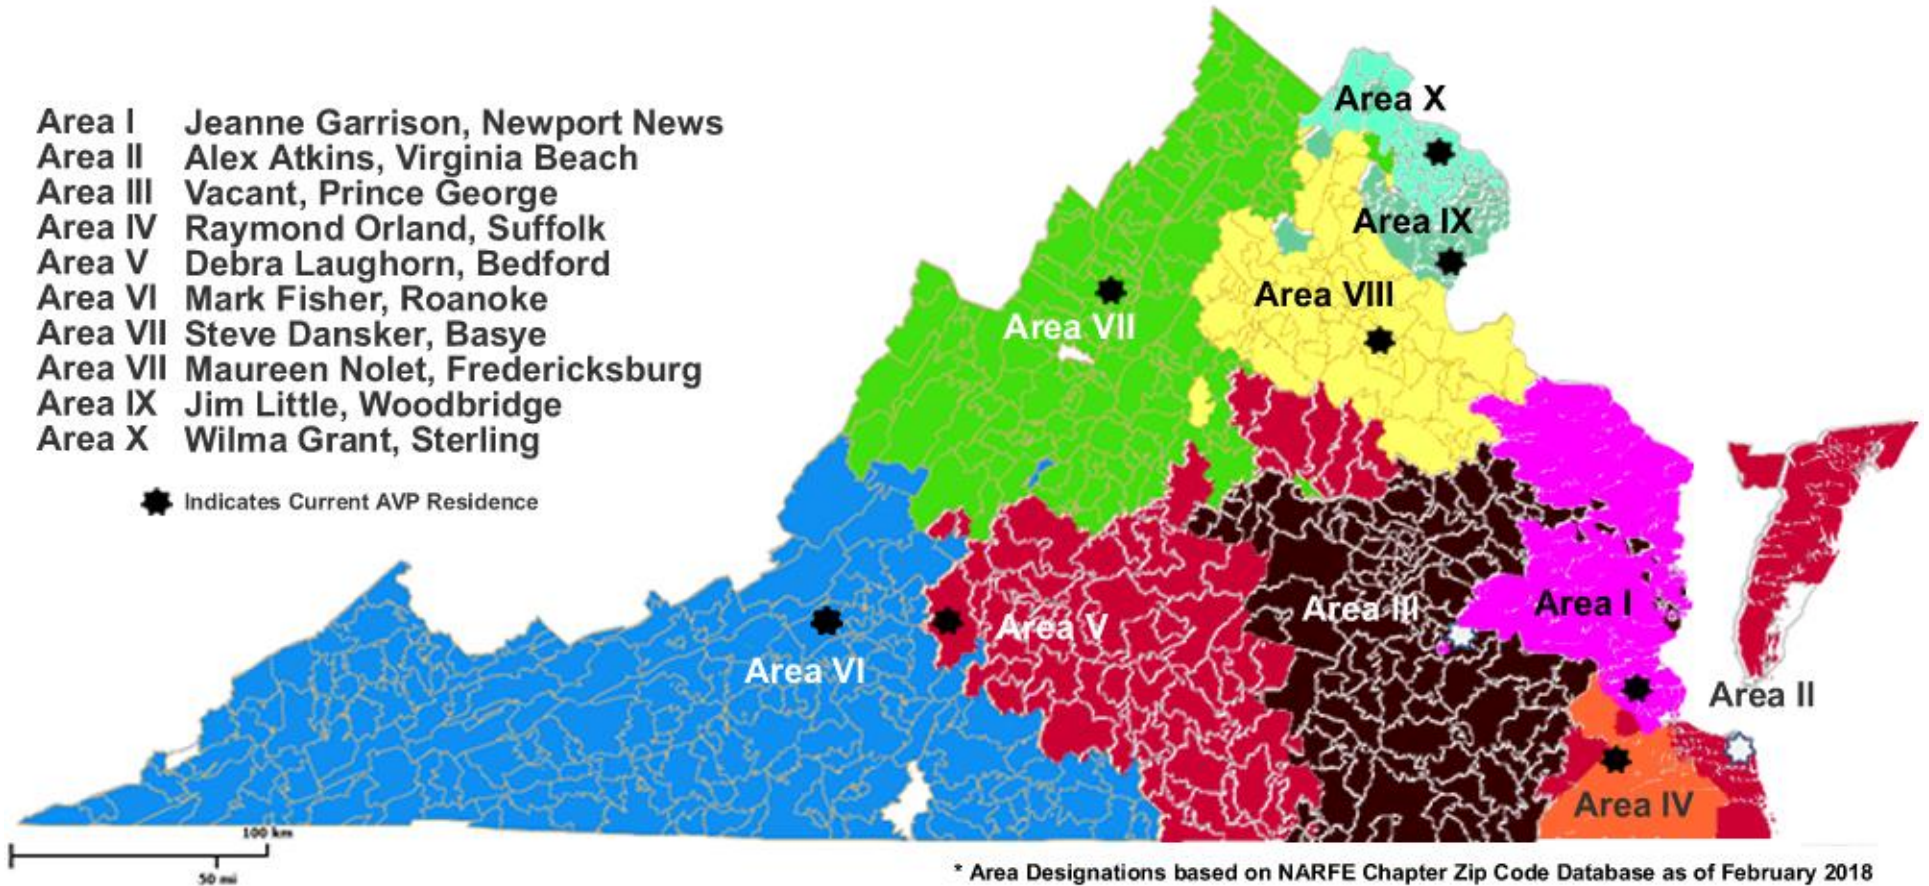 Area I Jeanne Garrison, Newport News
Area II Alex Atkins, Virginia Beach
Area III Vacant, Prince George
Area IV Raymond Orland, Suffolk
Area V Debra Laughorn, Bedford
Area VI Mark Fisher, Roanoke
Area VII Steve Dansker, Basye
Area VII Maureen Nolet, Fredericksburg
Area IX Jim Little, Woodbridge
Area X Wilma Grant, Sterling
Indicates Current AVP Residence
Area X
Area IX
Area VIII
Area VII
Area I
Area III
Area V
Area VI
Area II
Area IV
100 km
50 mi
* Area Designations based on NARFE Chapter Zip Code Database as of February 2018